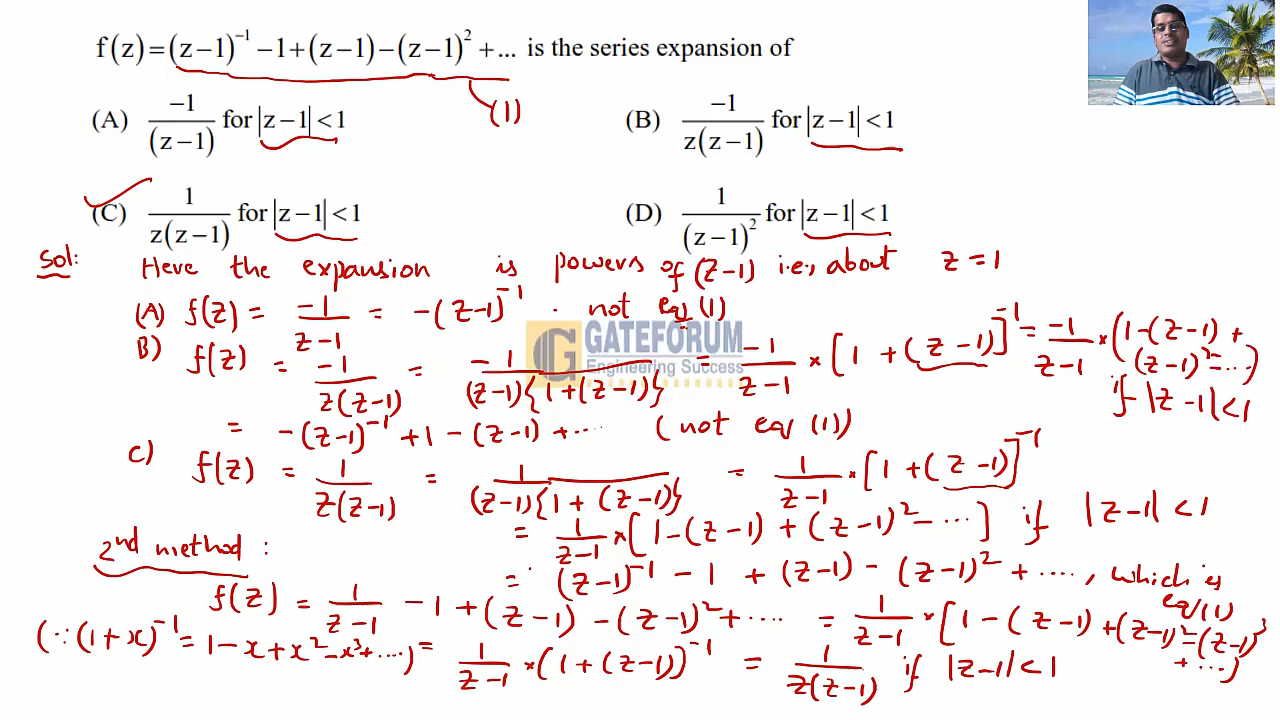 f(z)=(z−1)⁻¹ −1+(z−1)−(z−1)² +... is the series expansion of
(1)
(A) −1/(z−1) for |z−1|<1
(B) −1/z(z−1) for |z−1|<1
(C) 1/z(z−1) for |z−1|<1
(D) 1/(z−1)² for |z−1|<1
Sol: Here the expansion is powers of (z-1) i.e., about z = 1
(A) f(z) = -1/z-1 = -(z-1)⁻¹ . not eq (1)
GATEFORUM
Engineering Success
B) f(z) = -1/z(z-1) = -1/(z-1){1+(z-1)} = -1/z-1 × [1+(z-1)]⁻¹ = -1/z-1 × (1-(z-1) + (z-1)² - ...) if |z-1|<1
= -(z-1)⁻¹ +1 - (z-1) + .... (not eq (1))
c) f(z) = 1/z(z-1) = 1/(z-1){1+(z-1)} = 1/z-1 × [1+(z-1)]⁻¹
= 1/z-1 × [1-(z-1) + (z-1)² - ...] if |z-1| < 1
= (z-1)⁻¹ - 1 + (z-1) - (z-1)² + ...., which is eq (1)
2nd method :
f(z) = 1/z-1 - 1 + (z-1) - (z-1)² + .... = 1/z-1 × [1-(z-1) + (z-1)² - (z-1)³ + ....]
(∵ (1+x)⁻¹ = 1-x+x²-x³+....) = 1/z-1 × (1+(z-1))⁻¹ = 1/z(z-1) if |z-1| < 1